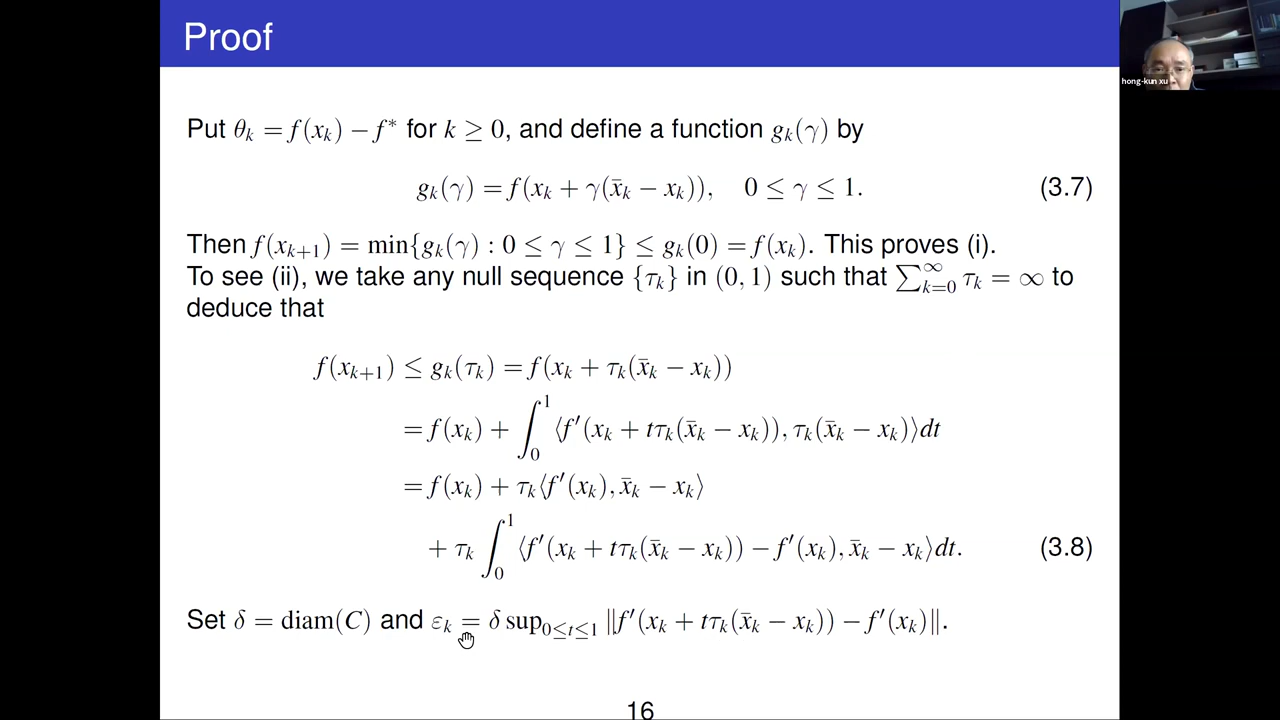 Proof
hong-kun xu
Put θ_k = f(x_k) − f* for k ≥ 0, and define a function g_k(γ) by
g_k(γ) = f(x_k + γ(x̄_k − x_k)), 0 ≤ γ ≤ 1. (3.7)
Then f(x_{k+1}) = min{g_k(γ) : 0 ≤ γ ≤ 1} ≤ g_k(0) = f(x_k). This proves (i).
To see (ii), we take any null sequence {τ_k} in (0, 1) such that ∑_{k=0}^∞ τ_k = ∞ to
deduce that
f(x_{k+1}) ≤ g_k(τ_k) = f(x_k + τ_k(x̄_k − x_k))
= f(x_k) + ∫_0^1 ⟨f′(x_k + tτ_k(x̄_k − x_k)), τ_k(x̄_k − x_k)⟩dt
= f(x_k) + τ_k⟨f′(x_k), x̄_k − x_k⟩
+ τ_k ∫_0^1 ⟨f′(x_k + tτ_k(x̄_k − x_k)) − f′(x_k), x̄_k − x_k⟩dt. (3.8)
Set δ = diam(C) and ε_k = δ sup_{0≤t≤1} ‖f′(x_k + tτ_k(x̄_k − x_k)) − f′(x_k)‖.
16